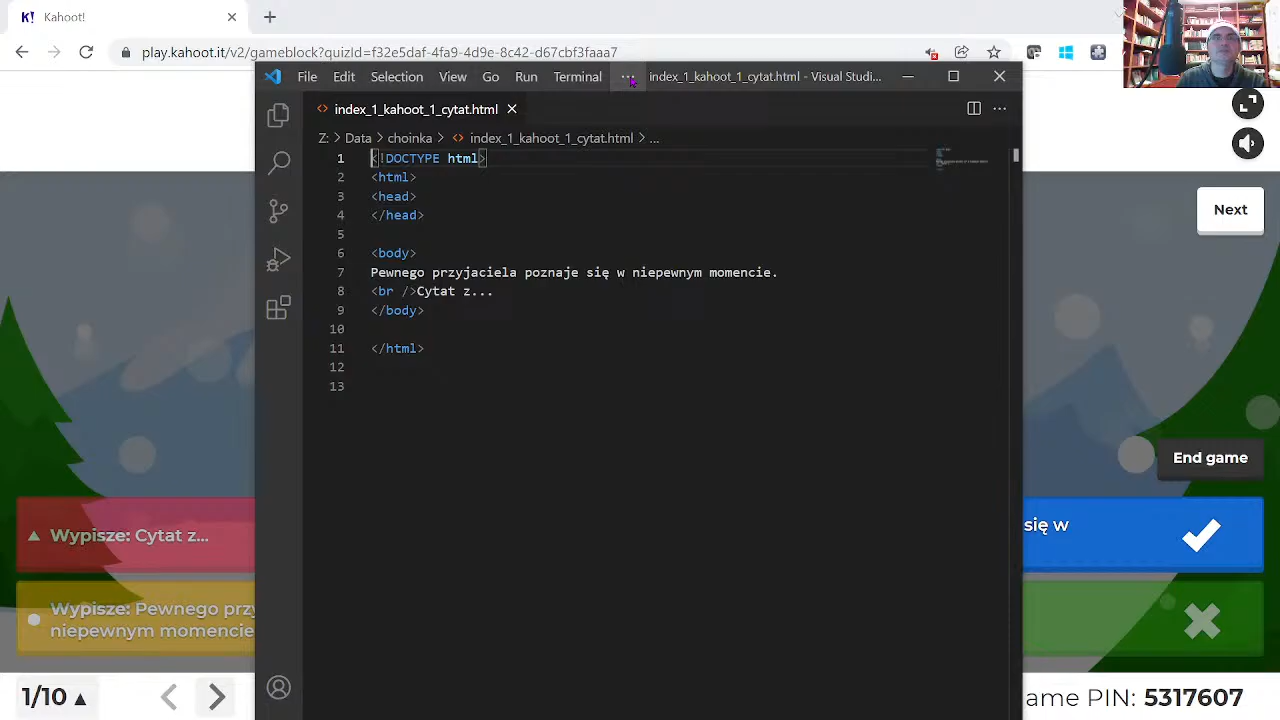 K! Kahoot!
play.kahoot.it/v2/gameblock?quizId=f32e5daf-4fa9-4d9e-8c42-d67cbf3faaa7
File Edit Selection View Go Run Terminal ... index_1_kahoot_1_cytat.html - Visual Studi...
index_1_kahoot_1_cytat.html
Z: > Data > choinka > index_1_kahoot_1_cytat.html > ...
1 <!DOCTYPE html>
2 <html>
3 <head>
4 </head>
5
6 <body>
7 Pewnego przyjaciela poznaje się w niepewnym momencie.
8 <br />Cytat z...
9 </body>
10
11 </html>
12
13
Next
End game
Wypisze: Cytat z...
się w
Wypisze: Pewnego przy
niepewnym momencie
1/10
ame PIN: 5317607